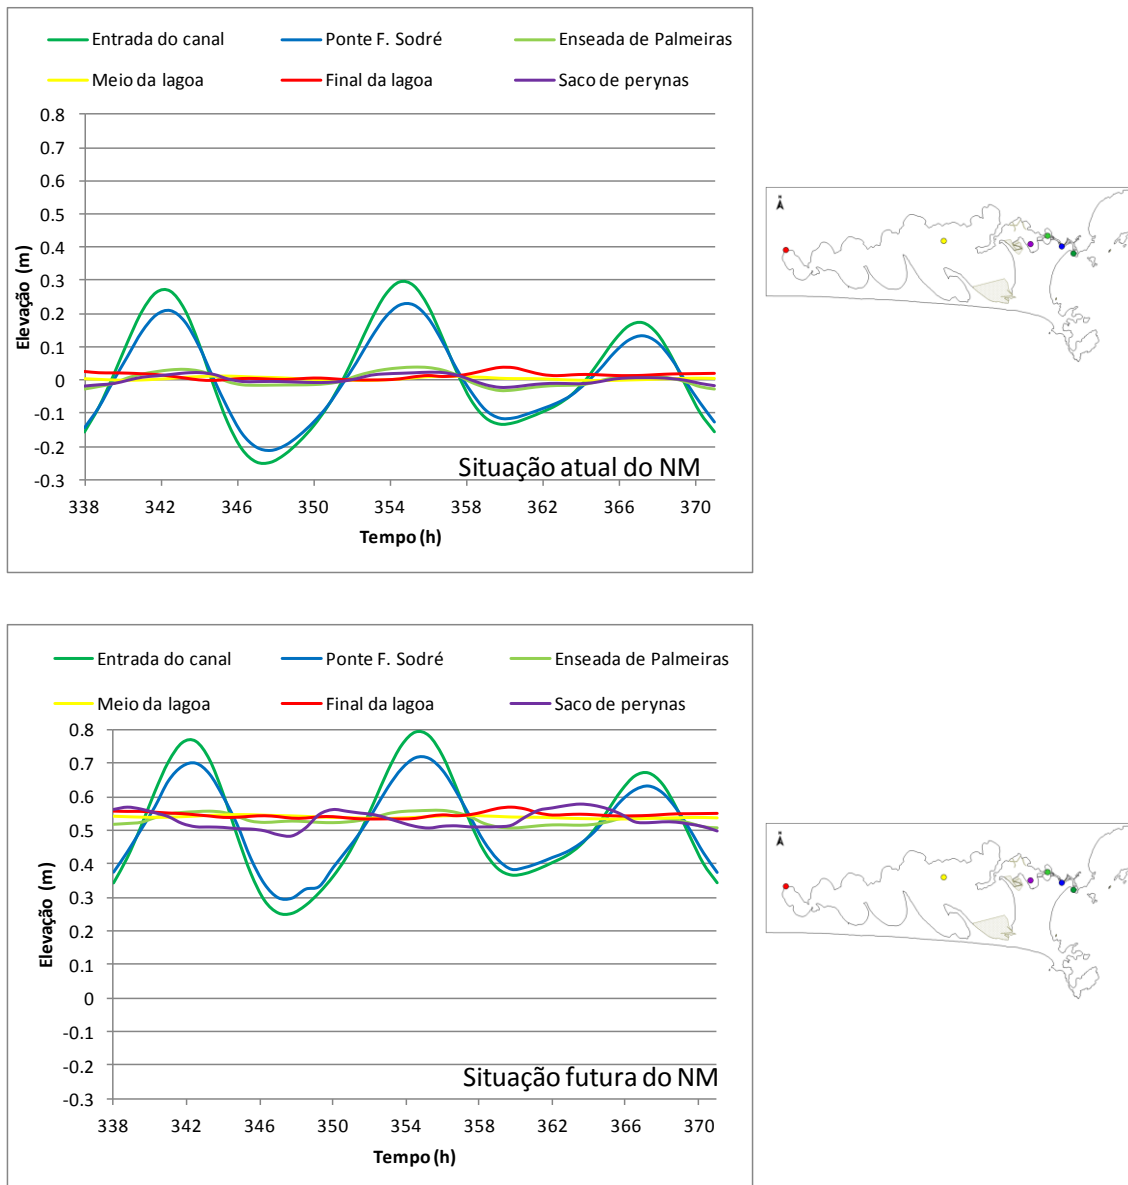 Entrada do canal Ponte F. Sodré Enseada de Palmeiras
Meio da lagoa Final da lagoa Saco de perynas
0.8
0.7
0.6
0.5
0.4
0.3
0.2
0.1
0
-0.1
-0.2
-0.3
Elevação (m)
Situação atual do NM
338 342 346 350 354 358 362 366 370
Tempo (h)
N
A
Entrada do canal Ponte F. Sodré Enseada de Palmeiras
Meio da lagoa Final da lagoa Saco de perynas
0.8
0.7
0.6
0.5
0.4
0.3
0.2
0.1
0
-0.1
-0.2
-0.3
Elevação (m)
Situação futura do NM
338 342 346 350 354 358 362 366 370
Tempo (h)